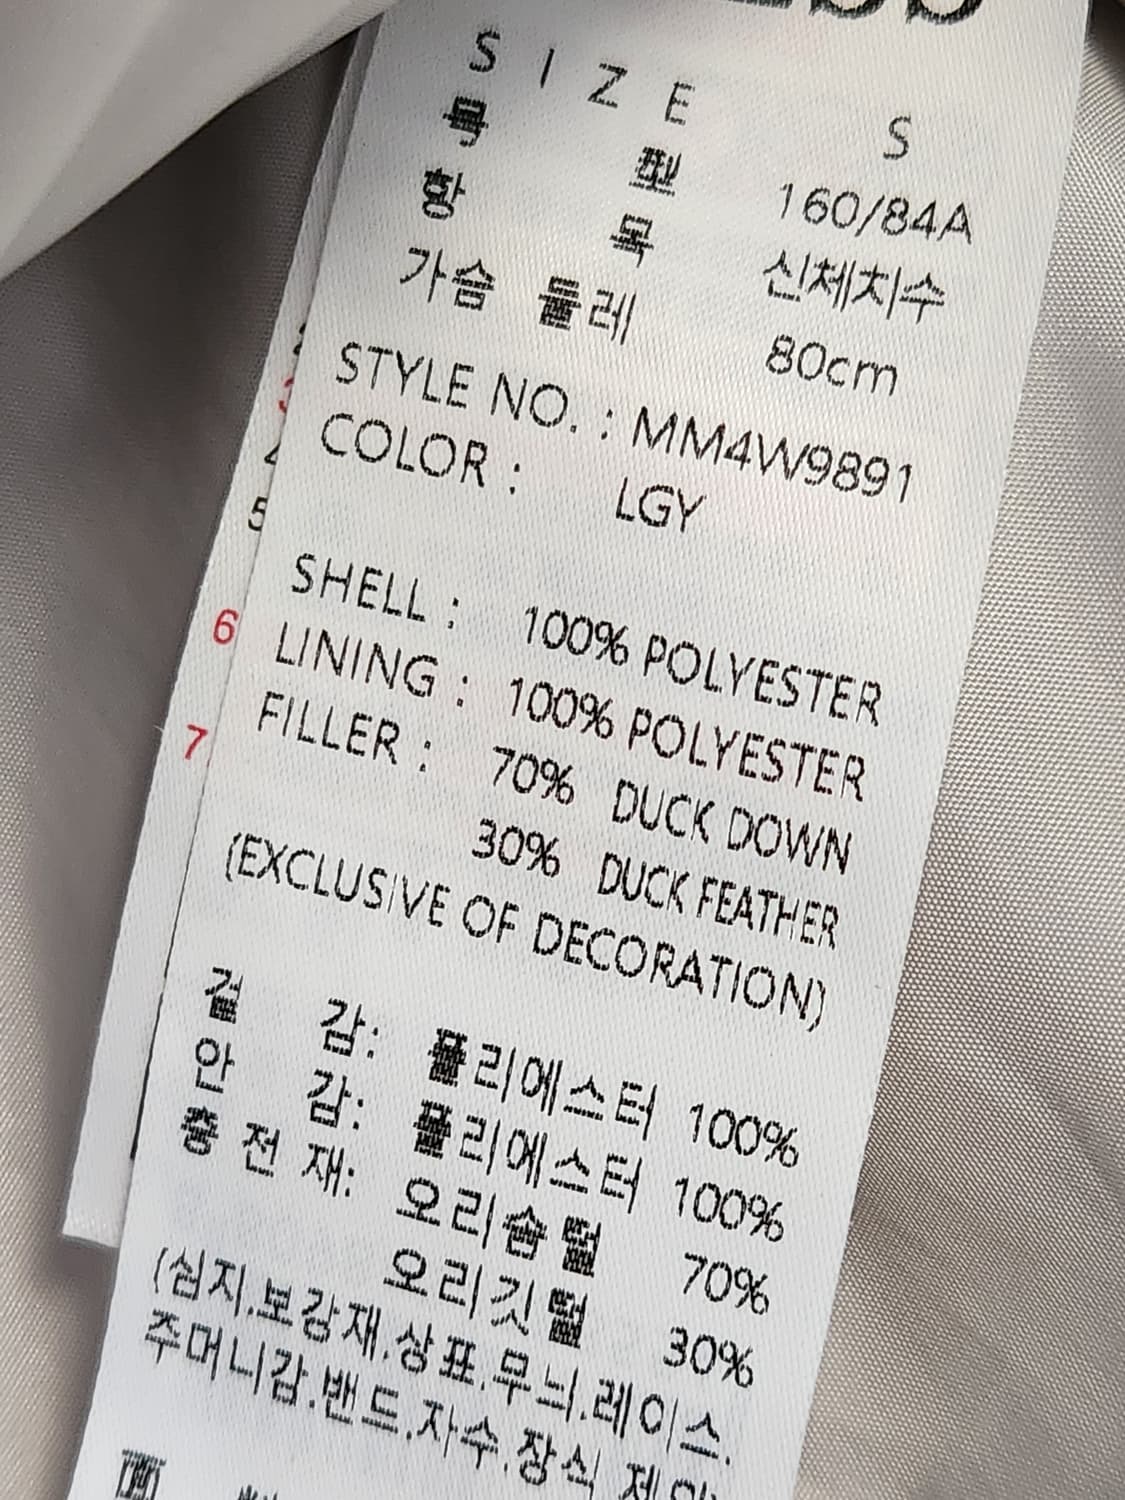 SIZE S
호 형 160/84A
항 목 신체치수
가슴 둘레 80cm
STYLE NO. : MM4W9891
COLOR : LGY
SHELL : 100% POLYESTER
LINING : 100% POLYESTER
FILLER : 70% DUCK DOWN
30% DUCK FEATHER
(EXCLUSIVE OF DECORATION)
겉 감: 폴리에스터 100%
안 감: 폴리에스터 100%
충 전 재: 오리솜털 70%
오리깃털 30%
(심지.보강재.상표.무늬.레이스.
주머니감.밴드.자수.장식 제외)
5
6
7